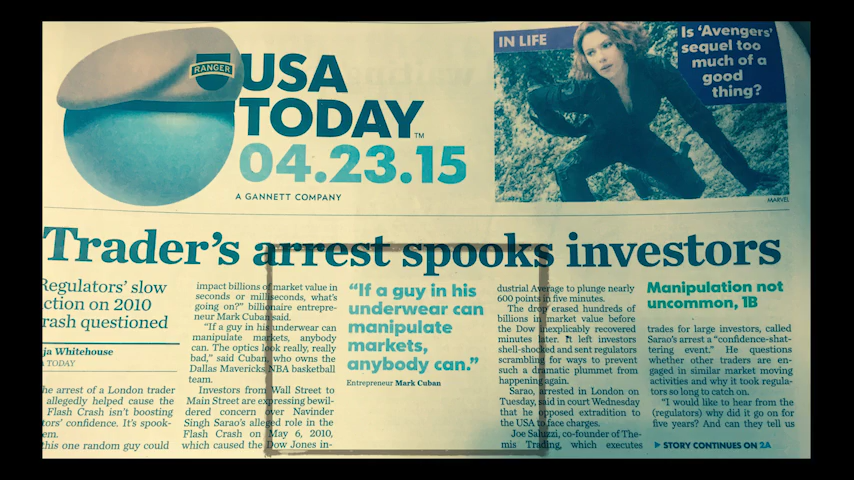 RANGER
USA
TODAY
TM
04.23.15
A GANNETT COMPANY
IN LIFE
Is ‘Avengers’
sequel too
much of a
good
thing?
MARVEL
Trader’s arrest spooks investors
Regulators’ slow
ction on 2010
rash questioned
ja Whitehouse
A TODAY
he arrest of a London trader
allegedly helped cause the
Flash Crash isn’t boosting
tors’ confidence. It’s spook-
em.
this one random guy could
impact billions of market value in
seconds or milliseconds, what’s
going on?” billionaire entrepre-
neur Mark Cuban said.
“If a guy in his underwear can
manipulate markets, anybody
can. The optics look really, really
bad,” said Cuban, who owns the
Dallas Mavericks NBA basketball
team.
Investors from Wall Street to
Main Street are expressing bewil-
dered concern over Navinder
Singh Sarao’s alleged role in the
Flash Crash on May 6, 2010,
which caused the Dow Jones in-
“If a guy in his
underwear can
manipulate
markets,
anybody can.”
Entrepreneur Mark Cuban
dustrial Average to plunge nearly
600 points in five minutes.
The drop erased hundreds of
billions in market value before
the Dow inexplicably recovered
minutes later. It left investors
shell-shocked and sent regulators
scrambling for ways to prevent
such a dramatic plummet from
happening again.
Sarao, arrested in London on
Tuesday, said in court Wednesday
that he opposed extradition to
the USA to face charges.
Joe Saluzzi, co-founder of The-
mis Trading, which executes
Manipulation not
uncommon, 1B
trades for large investors, called
Sarao’s arrest a “confidence-shat-
tering event.” He questions
whether other traders are en-
gaged in similar market moving
activities and why it took regula-
tors so long to catch on.
“I would like to hear from the
(regulators) why did it go on for
five years? And can they tell us
STORY CONTINUES ON 2A